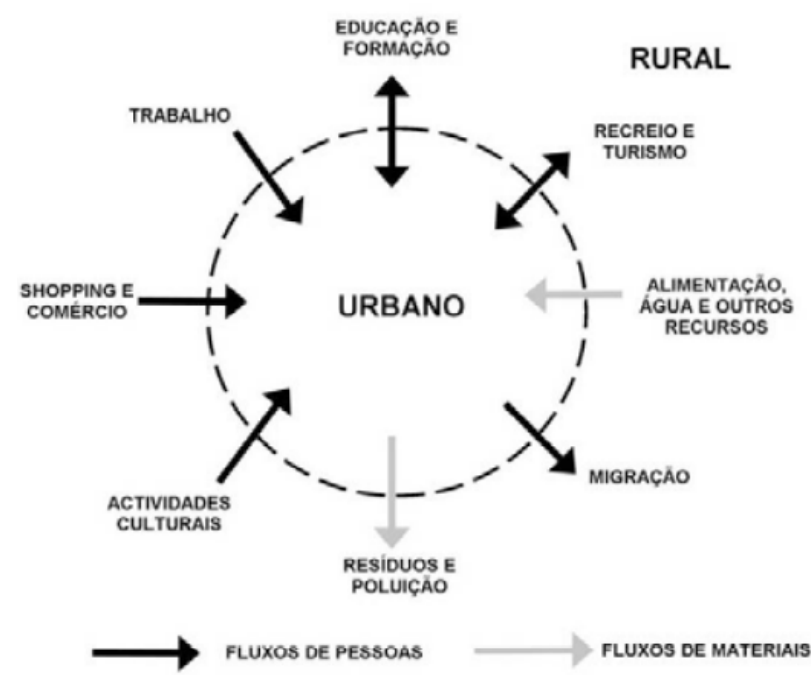 EDUCAÇÃO E
FORMAÇÃO
RURAL
TRABALHO
RECREIO E
TURISMO
SHOPPING E
COMÉRCIO
URBANO
ALIMENTAÇÃO,
ÁGUA E OUTROS
RECURSOS
MIGRAÇÃO
ACTIVIDADES
CULTURAIS
RESÍDUOS E
POLUIÇÃO
FLUXOS DE PESSOAS
FLUXOS DE MATERIAIS